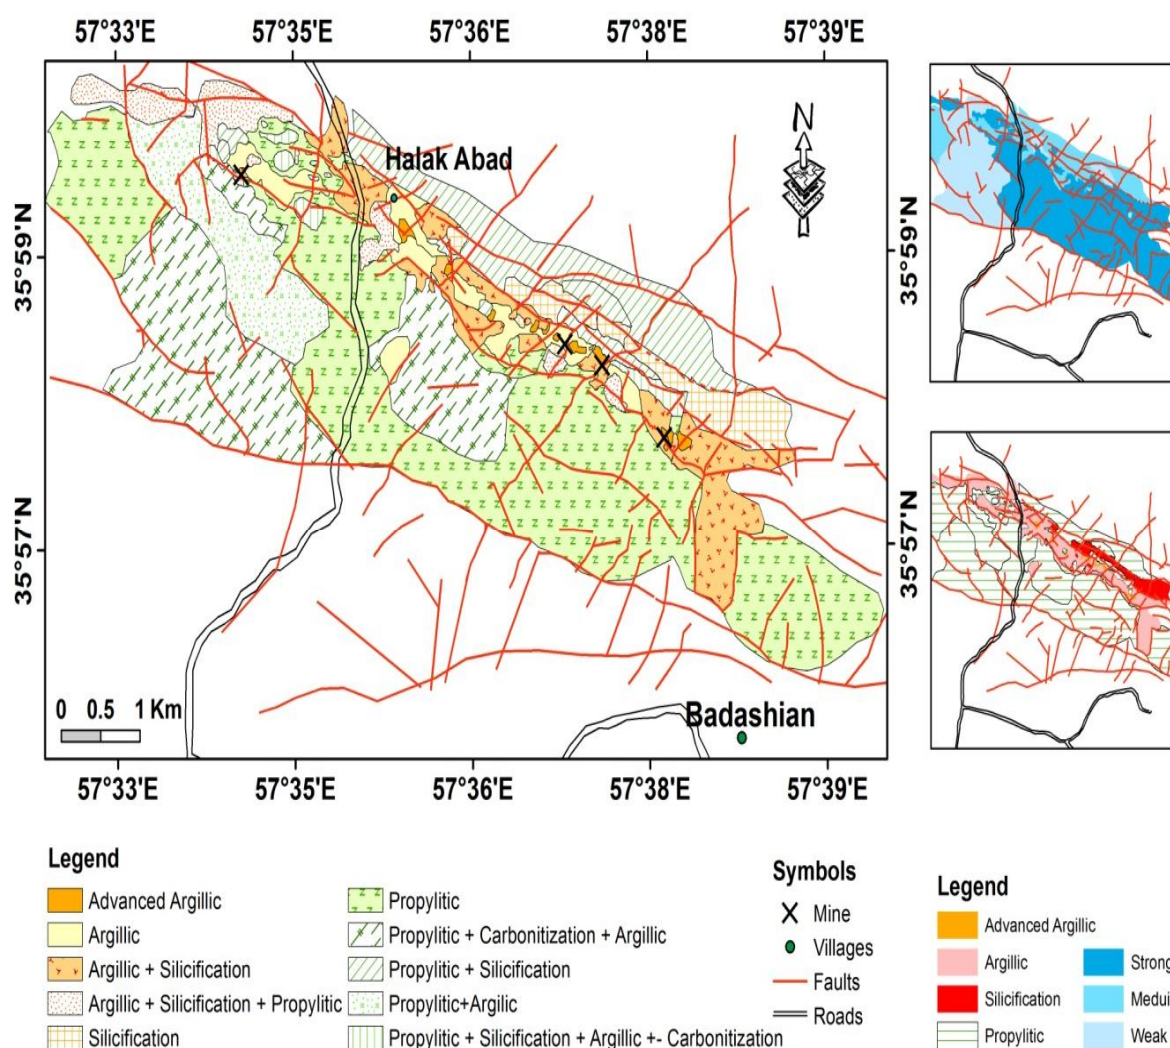 57°33'E 57°35'E 57°36'E 57°38'E 57°39'E
N
Halak Abad
35°59'N
35°59'N
35°57'N
35°57'N
0 0.5 1 Km
Badashian
57°33'E 57°35'E 57°36'E 57°38'E 57°39'E
Legend
Advanced Argillic
Argillic
Argillic + Silicification
Argillic + Silicification + Propylitic
Silicification
Propylitic
Propylitic + Carbonitization + Argillic
Propylitic + Silicification
Propylitic+Argilic
Propylitic + Silicification + Argillic +- Carbonitization
Symbols
Mine
Villages
Faults
Roads
Legend
Advanced Argillic
Argillic
Silicification
Propylitic
Strong
Medui
Weak